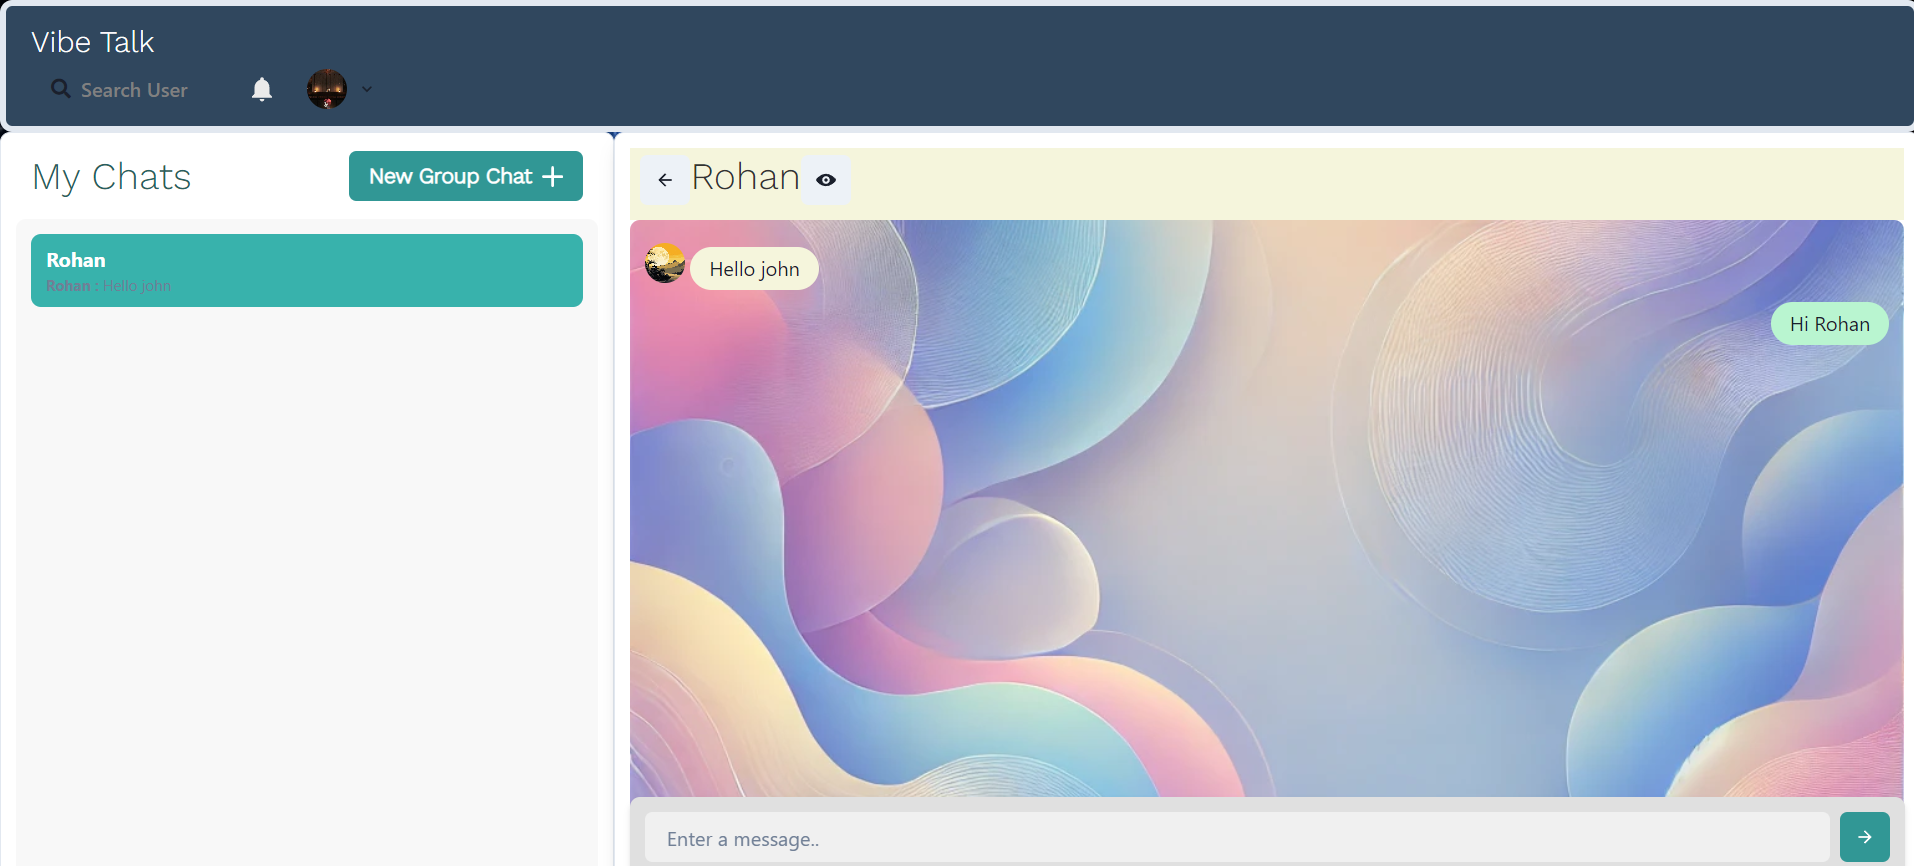 Vibe Talk
Search User
My Chats
New Group Chat
Rohan
Rohan : Hello john
Rohan
Hello john
Hi Rohan
Enter a message..